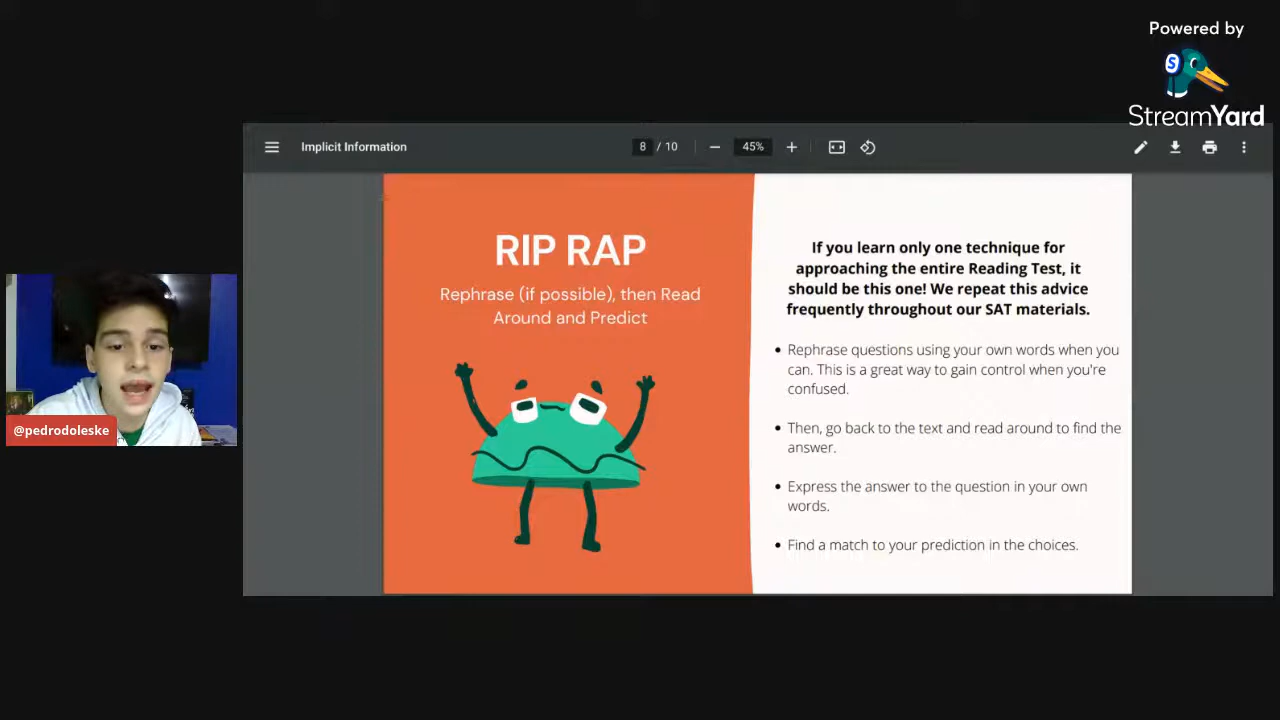 Powered by
S
StreamYard
Implicit Information
8 / 10
45%
RIP RAP
Rephrase (if possible), then Read
Around and Predict
If you learn only one technique for
approaching the entire Reading Test, it
should be this one! We repeat this advice
frequently throughout our SAT materials.
• Rephrase questions using your own words when you
can. This is a great way to gain control when you're
confused.
• Then, go back to the text and read around to find the
answer.
• Express the answer to the question in your own
words.
• Find a match to your prediction in the choices.
@pedrodoleske